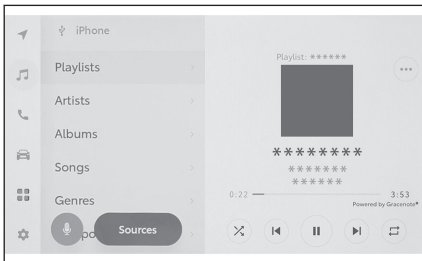 iPhone
Playlists
Artists
Albums
Songs
Genres
Sources
Playlist: ******
********
*******
******
0:22
3:53
Powered by Gracenote®